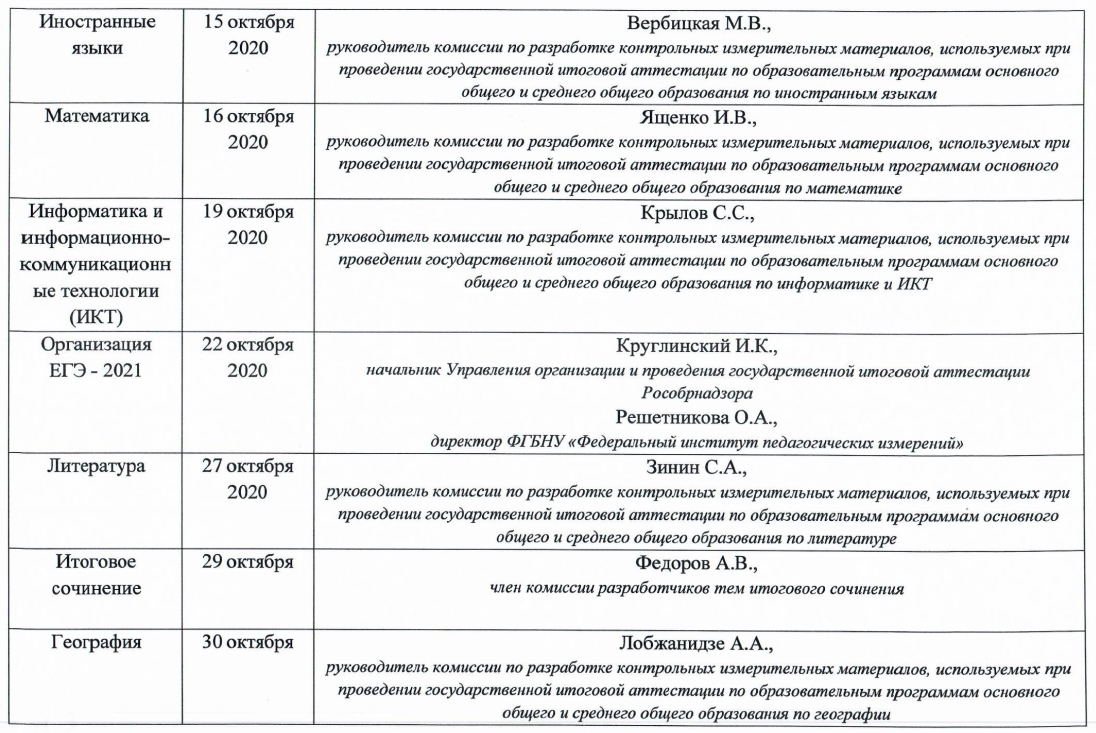 Иностранные
языки
15 октября
2020
Вербицкая М.В.,
руководитель комиссии по разработке контрольных измерительных материалов, используемых при
проведении государственной итоговой аттестации по образовательным программам основного
общего и среднего общего образования по иностранным языкам
Математика
16 октября
2020
Ященко И.В.,
руководитель комиссии по разработке контрольных измерительных материалов, используемых при
проведении государственной итоговой аттестации по образовательным программам основного
общего и среднего общего образования по математике
Информатика и
информационно-
коммуникационн
ые технологии
(ИКТ)
19 октября
2020
Крылов С.С.,
руководитель комиссии по разработке контрольных измерительных материалов, используемых при
проведении государственной итоговой аттестации по образовательным программам основного
общего и среднего общего образования по информатике и ИКТ
Организация
ЕГЭ - 2021
22 октября
2020
Круглинский И.К.,
начальник Управления организации и проведения государственной итоговой аттестации
Рособрнадзора
Решетникова О.А.,
директор ФГБНУ «Федеральный институт педагогических измерений»
Литература
27 октября
2020
Зинин С.А.,
руководитель комиссии по разработке контрольных измерительных материалов, используемых при
проведении государственной итоговой аттестации по образовательным программам основного
общего и среднего общего образования по литературе
Итоговое
сочинение
29 октября
Федоров А.В.,
член комиссии разработчиков тем итогового сочинения
География
30 октября
Лобжанидзе А.А.,
руководитель комиссии по разработке контрольных измерительных материалов, используемых при
проведении государственной итоговой аттестации по образовательным программам основного
общего и среднего общего образования по географии